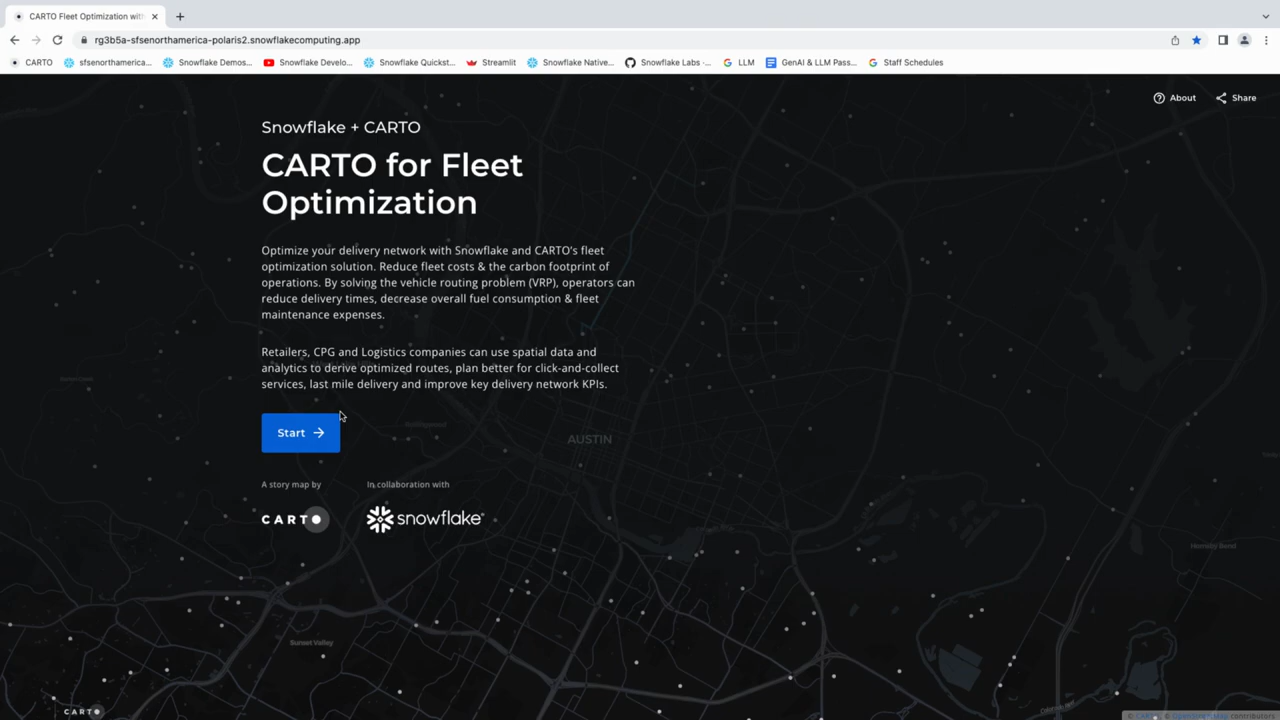 CARTO Fleet Optimization with
rg3b5a-sfsenorthamerica-polaris2.snowflakecomputing.app
CARTO
sfsenorthamerica...
Snowflake Demos...
Snowflake Develo...
Snowflake Quickst...
Streamlit
Snowflake Native...
Snowflake Labs -...
LLM
GenAI & LLM Pass...
Staff Schedules
About
Share
Snowflake + CARTO
CARTO for Fleet
Optimization
Optimize your delivery network with Snowflake and CARTO's fleet
optimization solution. Reduce fleet costs & the carbon footprint of
operations. By solving the vehicle routing problem (VRP), operators can
reduce delivery times, decrease overall fuel consumption & fleet
maintenance expenses.
Retailers, CPG and Logistics companies can use spatial data and
analytics to derive optimized routes, plan better for click-and-collect
services, last mile delivery and improve key delivery network KPIs.
Start
AUSTIN
A story map by
In collaboration with
CARTO
snowflake
Hornsby Bend
Sunset Valley
CARTO
© CARTO, © OpenStreetMap contributors